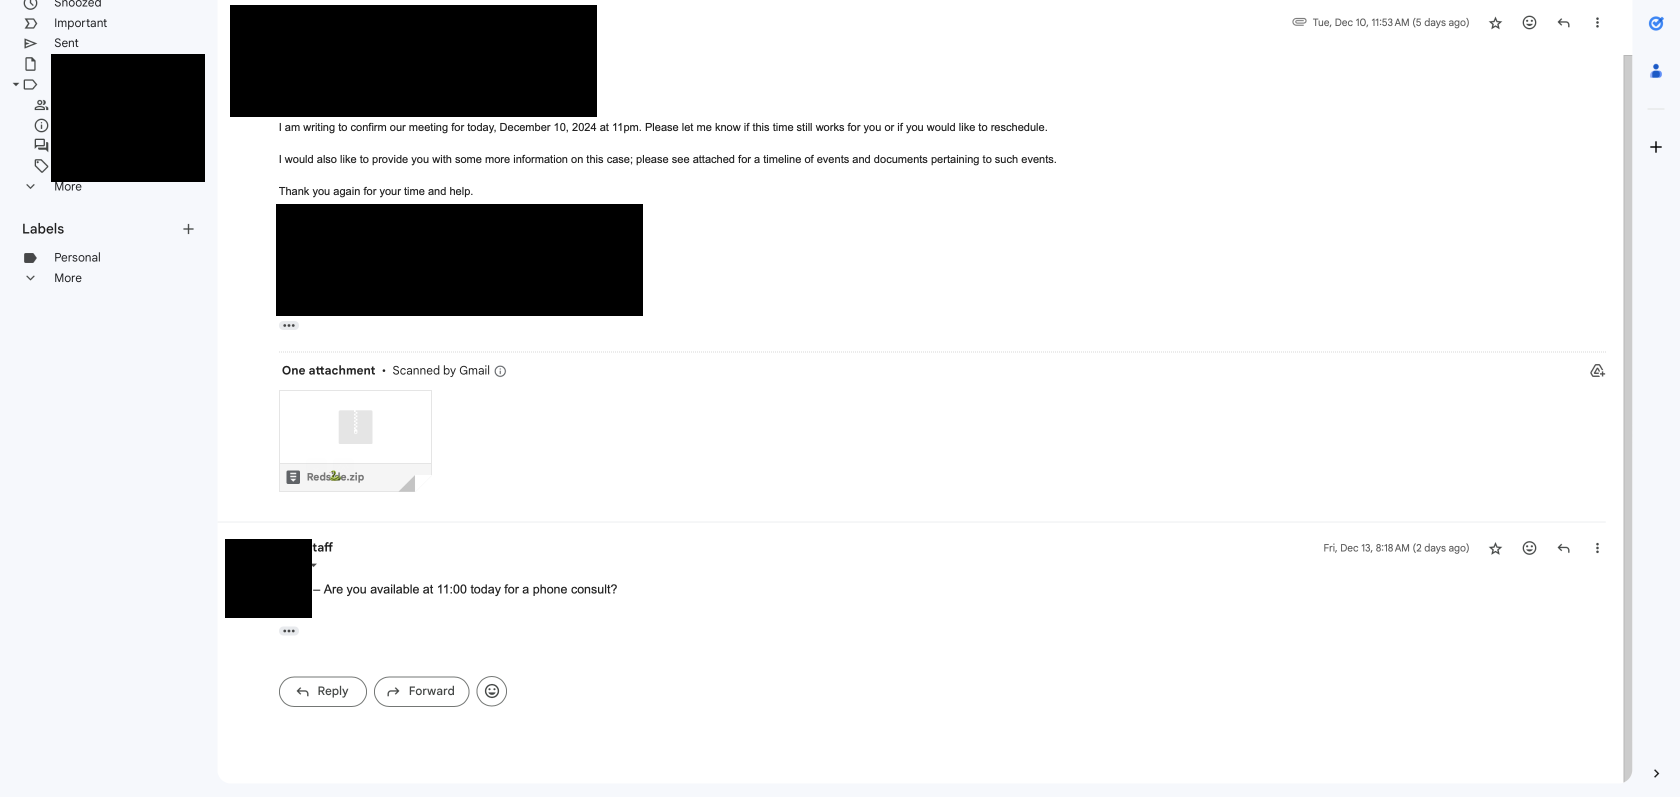 Snoozed
Important
Sent
More
Labels
Personal
More
Tue, Dec 10, 11:53 AM (5 days ago)
I am writing to confirm our meeting for today, December 10, 2024 at 11pm. Please let me know if this time still works for you or if you would like to reschedule.
I would also like to provide you with some more information on this case; please see attached for a timeline of events and documents pertaining to such events.
Thank you again for your time and help.
One attachment • Scanned by Gmail
taff
Fri, Dec 13, 8:18 AM (2 days ago)
– Are you available at 11:00 today for a phone consult?
Reply
Forward